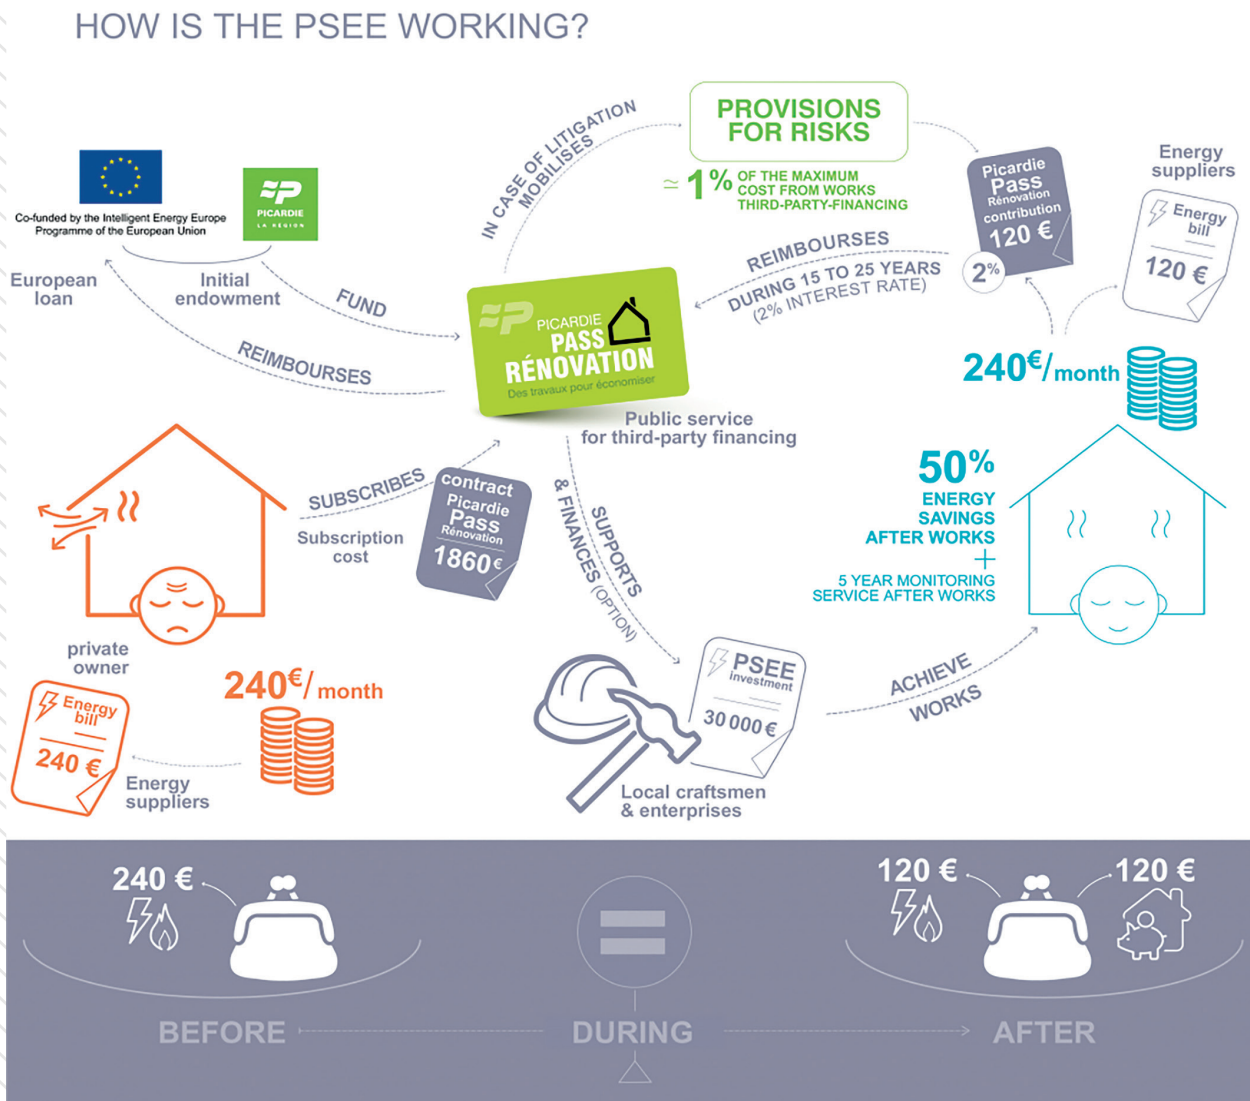 HOW IS THE PSEE WORKING?
Co-funded by the Intelligent Energy Europe
Programme of the European Union
PICARDIE
LA RÉGION
European
loan
Initial
endowment
FUND
REIMBOURSES
IN CASE OF LITIGATION
MOBILISES
PROVISIONS
FOR RISKS
≃ 1% OF THE MAXIMUM
COST FROM WORKS
THIRD-PARTY-FINANCING
Picardie
Pass
Rénovation
contribution
120 €
2%
Energy
suppliers
Energy
bill
120 €
REIMBOURSES
DURING 15 TO 25 YEARS
(2% INTEREST RATE)
PICARDIE
PASS
RÉNOVATION
Des travaux pour économiser
Public service
for third-party financing
240€/month
50%
ENERGY
SAVINGS
AFTER WORKS
+
5 YEAR MONITORING
SERVICE AFTER WORKS
SUBSCRIBES
Subscription
cost
contract
Picardie
Pass
Rénovation
1860€
SUPPORTS
& FINANCES (OPTION)
private
owner
240€/month
Energy
bill
240 €
Energy
suppliers
PSEE
investment
30 000 €
Local craftsmen
& enterprises
ACHIEVE
WORKS
240 €
120 €
120 €
BEFORE
DURING
AFTER